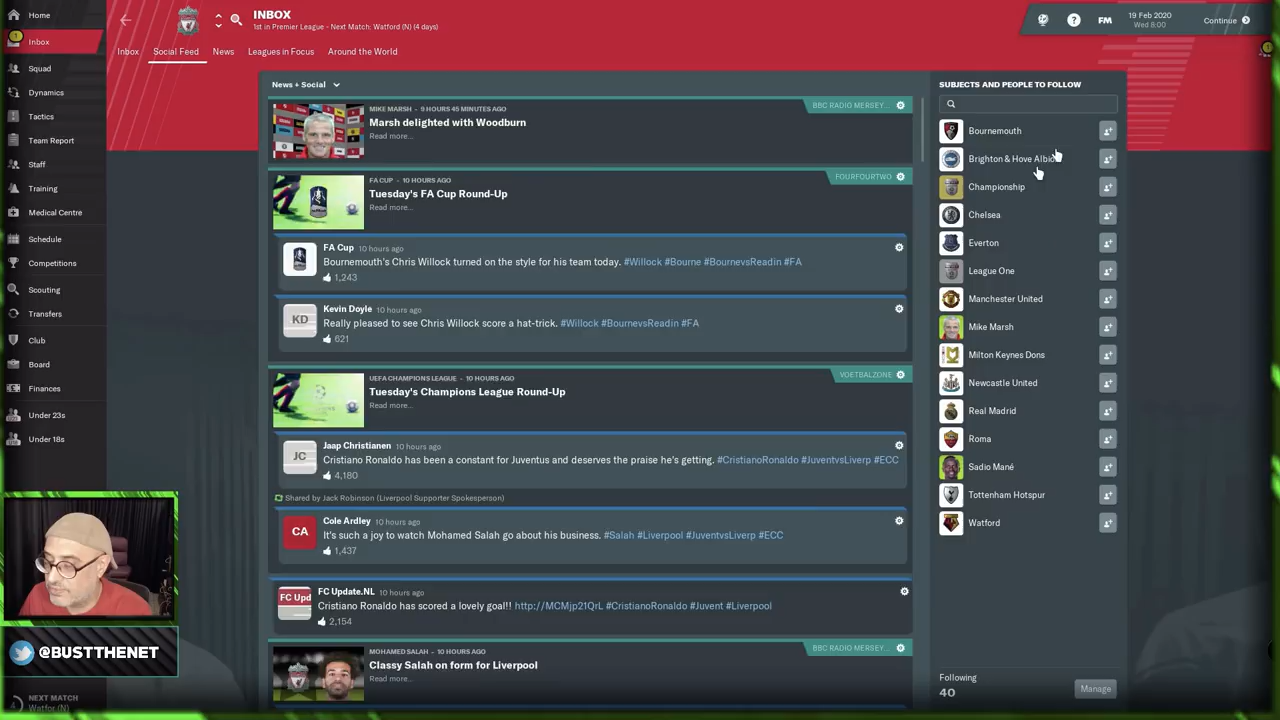 Home
Inbox
Squad
Dynamics
Tactics
Team Report
Staff
Training
Medical Centre
Schedule
Competitions
Scouting
Transfers
Club
Board
Finances
Under 23s
Under 18s
NEXT MATCH
Watfor (N)
INBOX
1st in Premier League - Next Match: Watford (N) (4 days)
FM
19 Feb 2020
Wed 8:00
Continue
Inbox
Social Feed
News
Leagues in Focus
Around the World
News + Social
MIKE MARSH - 9 HOURS 45 MINUTES AGO
BBC RADIO MERSEY...
Marsh delighted with Woodburn
Read more...
FA CUP - 10 HOURS AGO
FOURFOURTWO
Tuesday's FA Cup Round-Up
Read more...
FA Cup 10 hours ago
Bournemouth's Chris Willock turned on the style for his team today. #Willock #Bourne #BournevsReadin #FA
1,243
KD
Kevin Doyle 10 hours ago
Really pleased to see Chris Willock score a hat-trick. #Willock #BournevsReadin #FA
621
UEFA CHAMPIONS LEAGUE - 10 HOURS AGO
VOETBALZONE
Tuesday's Champions League Round-Up
Read more...
JC
Jaap Christianen 10 hours ago
Cristiano Ronaldo has been a constant for Juventus and deserves the praise he's getting. #CristianoRonaldo #JuventvsLiverp #ECC
4,180
Shared by Jack Robinson (Liverpool Supporter Spokesperson)
CA
Cole Ardley 10 hours ago
It's such a joy to watch Mohamed Salah go about his business. #Salah #Liverpool #JuventvsLiverp #ECC
1,437
FC Upd
FC Update.NL 10 hours ago
Cristiano Ronaldo has scored a lovely goal!! http://MCMjp21QrL #CristianoRonaldo #Juvent #Liverpool
2,154
MOHAMED SALAH - 10 HOURS AGO
BBC RADIO MERSEY...
Classy Salah on form for Liverpool
Read more...
SUBJECTS AND PEOPLE TO FOLLOW
Bournemouth
Brighton & Hove Albio
Championship
Chelsea
Everton
League One
Manchester United
Mike Marsh
Milton Keynes Dons
Newcastle United
Real Madrid
Roma
Sadio Mané
Tottenham Hotspur
Watford
Following
40
Manage
@BUSTTHENET